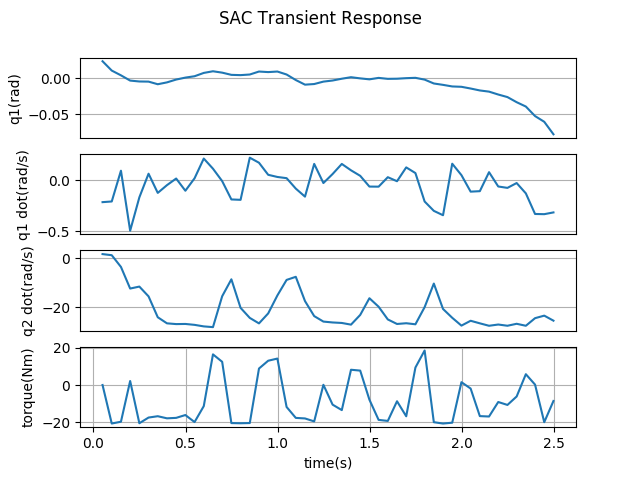 SAC Transient Response
q1(rad)
0.00
−0.05
q1 dot(rad/s)
0.0
−0.5
q2 dot(rad/s)
0
−20
torque(Nm)
20
0
−20
0.0 0.5 1.0 1.5 2.0 2.5
time(s)